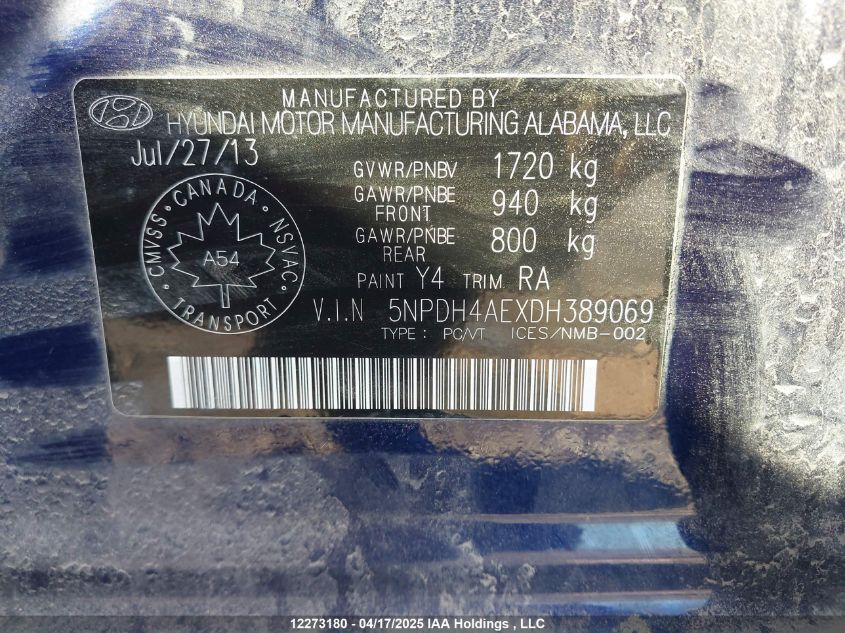 MANUFACTURED BY
HYUNDAI MOTOR MANUFACTURING ALABAMA, LLC
Jul/27/13
GVWR/PNBV 1720 kg
GAWR/PNBE FRONT 940 kg
GAWR/PNBE REAR 800 kg
CANADA
CMVSS
NSVAC
A54
TRANSPORT
PAINT Y4 TRIM RA
V.I.N 5NPDH4AEXDH389069
TYPE : PC/VT ICES/NMB-002
12273180 - 04/17/2025 IAA Holdings , LLC